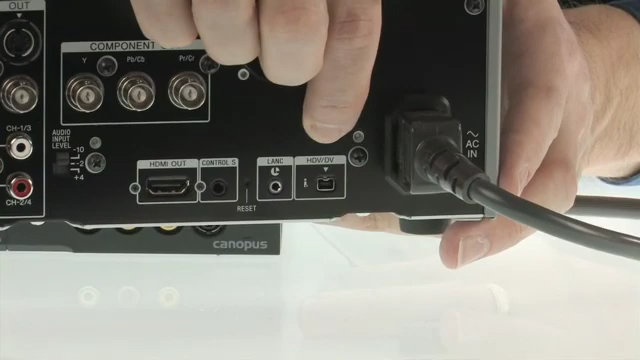 OUT
COMPONENT
Y Pb/Cb Pr/Cr
CH-1/3
CH-2/4
AUDIO
INPUT
LEVEL
-10
-2
+4
HDMI OUT
CONTROL S
RESET
LANC
HDV/DV
AC
IN
canopus